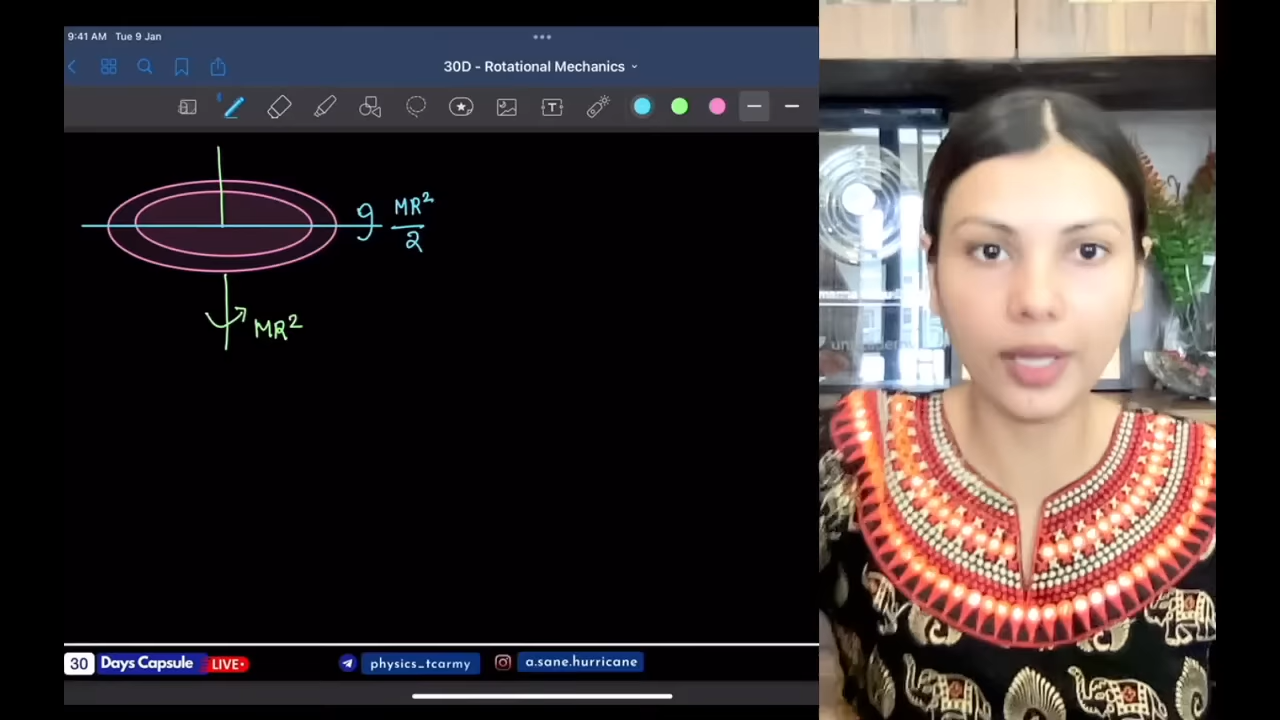 9:41 AM Tue 9 Jan
30D - Rotational Mechanics
T
MR²
2
MR²
30 Days Capsule LIVE
physics_tcarmy
a.sane.hurricane